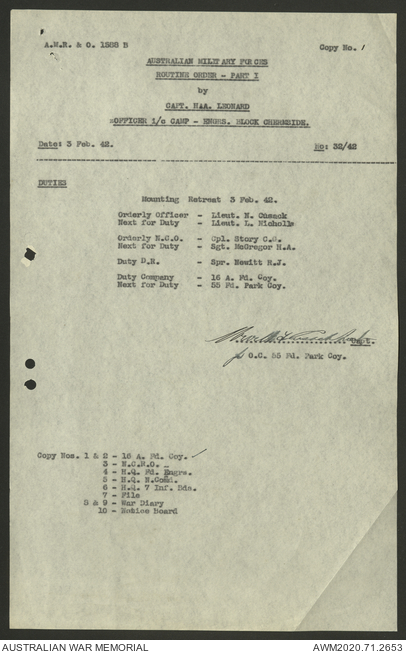 A.M.R. & O. 1588 B
Copy No. 1
AUSTRALIAN MILITARY FORCES
ROUTINE ORDER - PART I
by
CAPT. H.A. LEONARD
OFFICER i/c CAMP - ENGRS. BLOCK CHERMSIDE.
Date: 3 Feb. 42.
No: 32/42
DUTIES
Mounting Retreat 3 Feb. 42.
Orderly Officer - Lieut. N. Cusack
Next for Duty - Lieut. L. Nicholls
Orderly N.C.O. - Cpl. Story C.G.
Next for Duty - Sgt. McGregor H.A.
Duty D.R. - Spr. Hewitt R.J.
Duty Company - 16 A. Fd. Coy.
Next for Duty - 55 Fd. Park Coy.
Capt.
for O.C. 55 Fd. Park Coy.
Copy Nos. 1 & 2 - 16 A. Fd. Coy. ✓
3 - N.C.R.O.
4 - H.Q. Fd. Engrs.
5 - H.Q. N.Comd.
6 - H.Q. 7 Inf. Bde.
7 - File
8 & 9 - War Diary
10 - Notice Board
AUSTRALIAN WAR MEMORIAL
AWM2020.71.2653